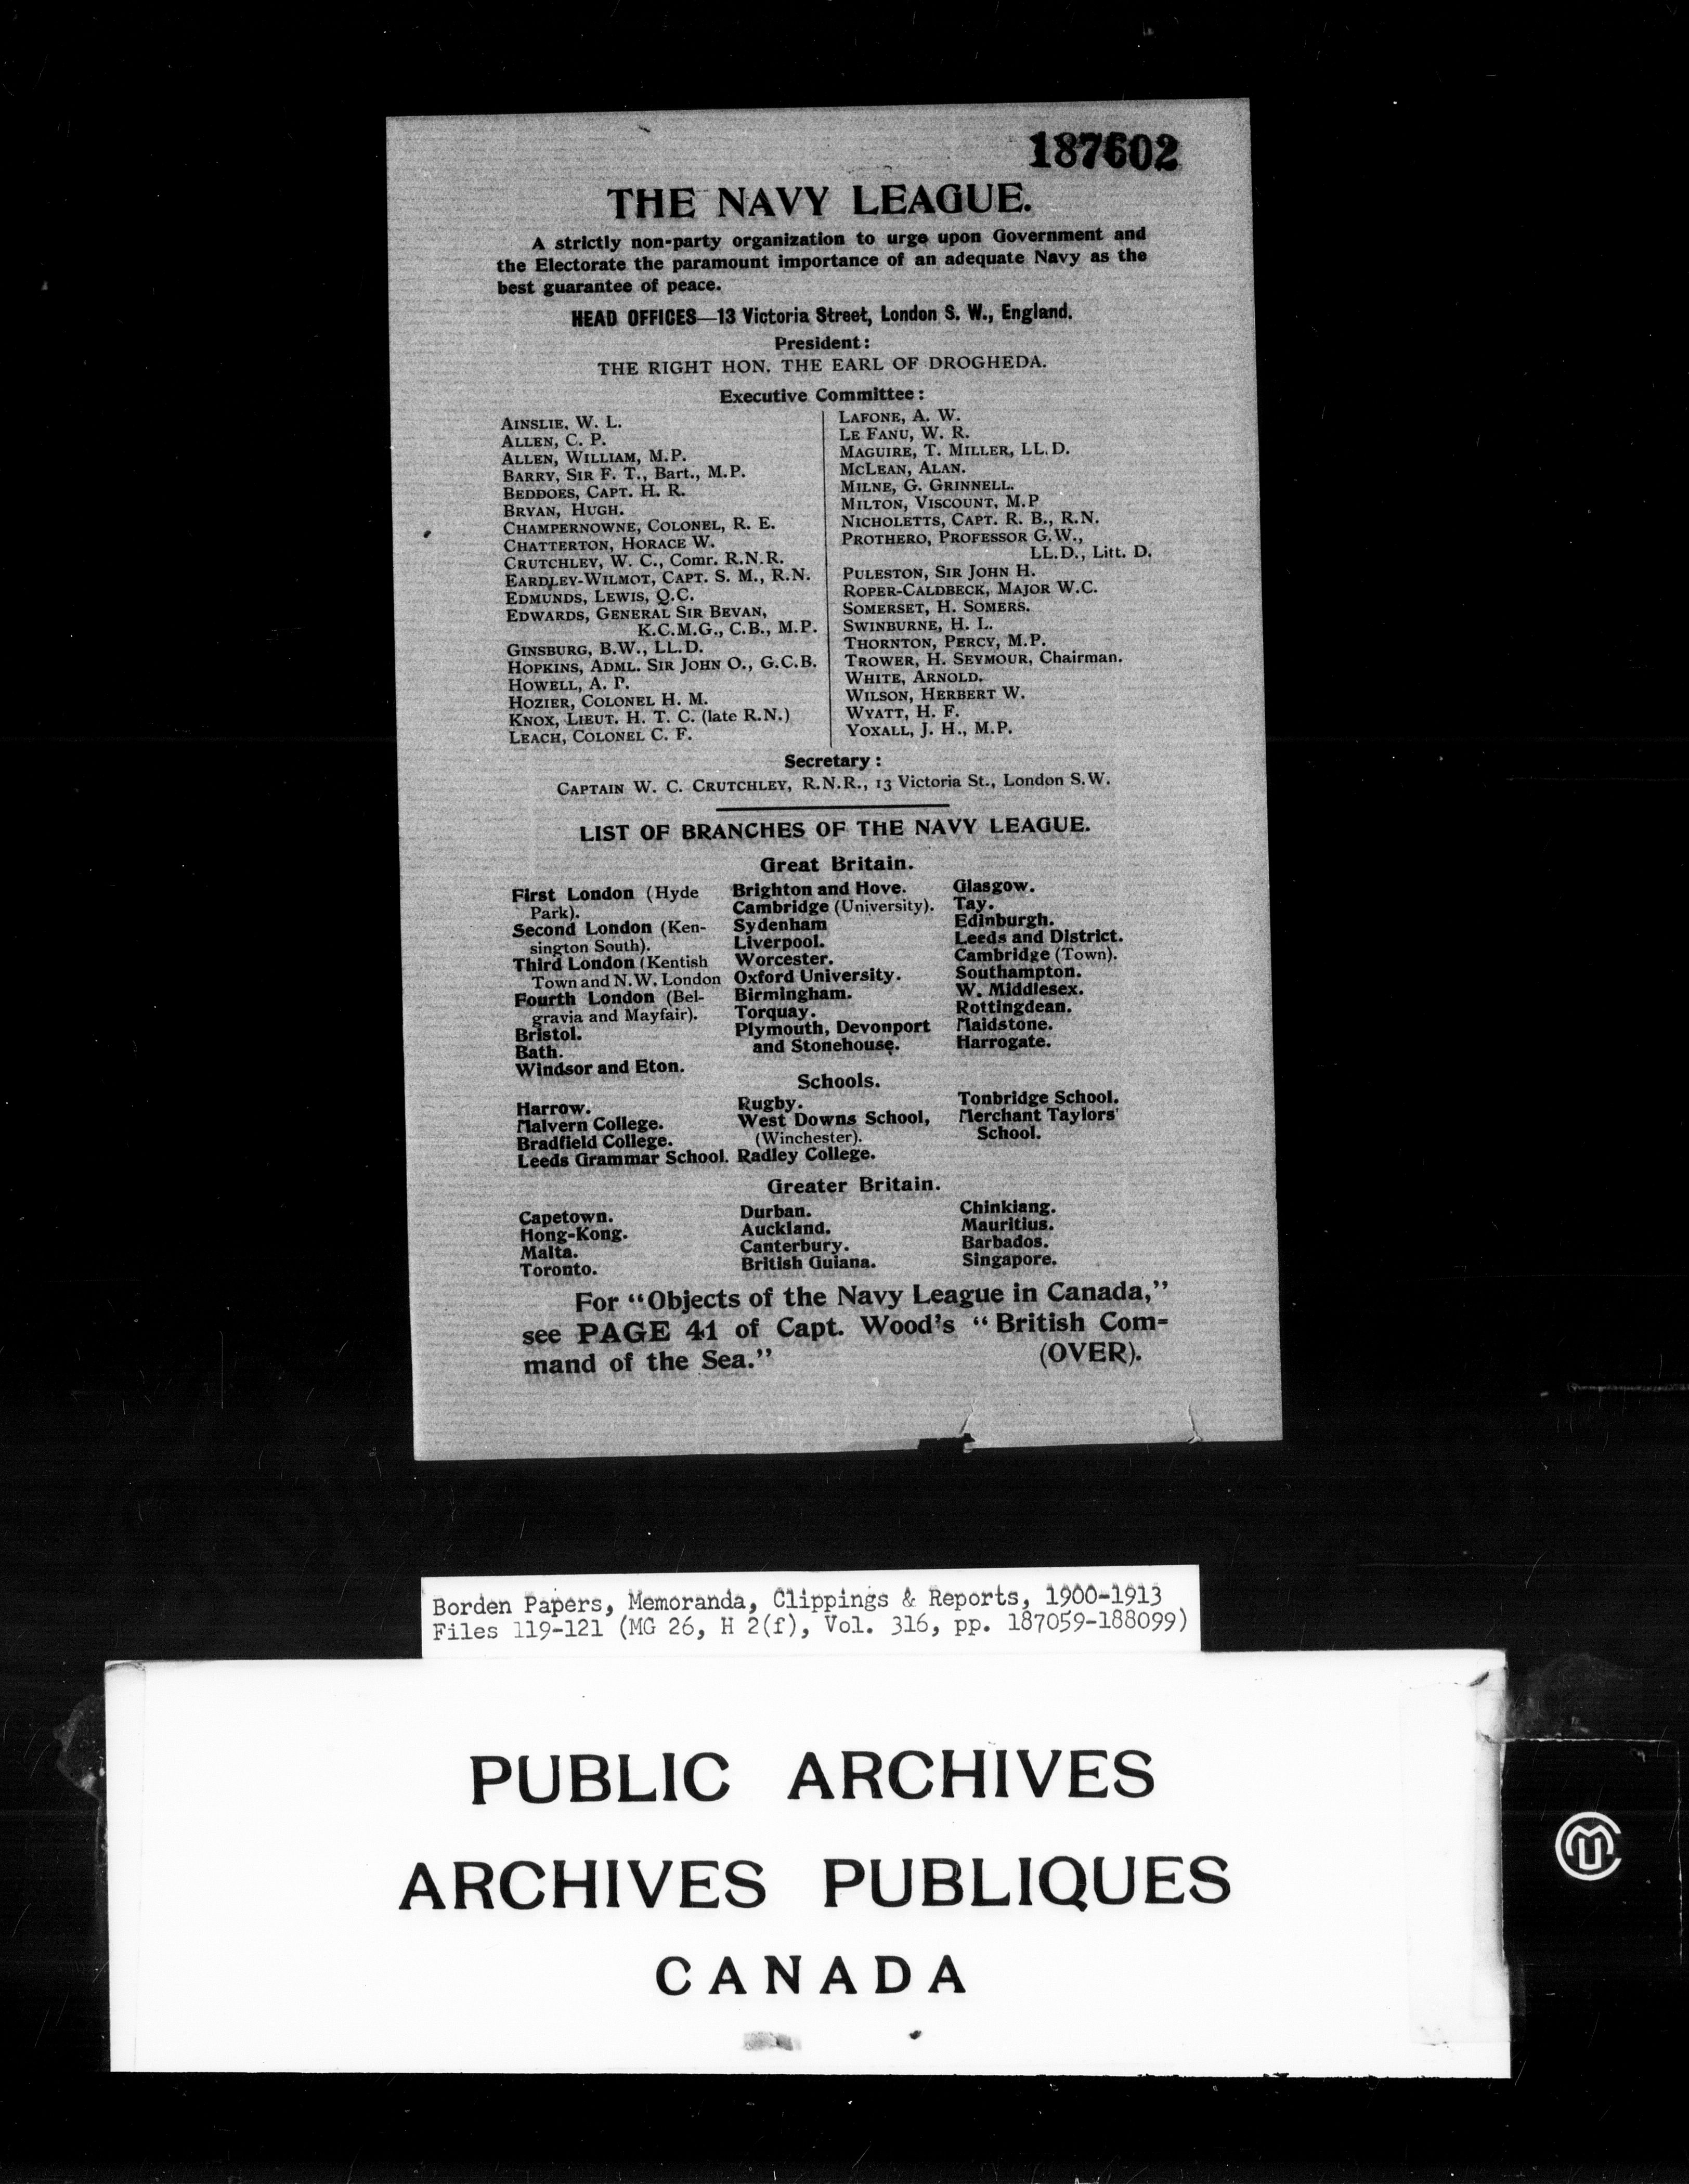 187602
THE NAVY LEAGUE.
A strictly non-party organization to urge upon Government and
the Electorate the paramount importance of an adequate Navy as the
best guarantee of peace.
HEAD OFFICES—13 Victoria Street, London S. W., England.
President:
THE RIGHT HON. THE EARL OF DROGHEDA.
Executive Committee:
AINSLIE, W. L.
ALLEN, C. P.
ALLEN, WILLIAM, M.P.
BARRY, SIR F. T., Bart., M.P.
BEDDOES, CAPT. H. R.
BRYAN, HUGH.
CHAMPERNOWNE, COLONEL, R. E.
CHATTERTON, HORACE W.
CRUTCHLEY, W. C., Comr. R.N.R.
EARDLEY-WILMOT, CAPT. S. M., R.N.
EDMUNDS, LEWIS, Q.C.
EDWARDS, GENERAL SIR BEVAN,
K.C.M.G., C.B., M.P.
GINSBURG, B.W., LL.D.
HOPKINS, ADML. SIR JOHN O., G.C.B.
HOWELL, A. P.
HOZIER, COLONEL H. M.
KNOX, LIEUT. H. T. C. (late R.N.)
LEACH, COLONEL C. F.
LAFONE, A. W.
LE FANU, W. R.
MAGUIRE, T. MILLER, LL.D.
MCLEAN, ALAN.
MILNE, G. GRINNELL.
MILTON, VISCOUNT, M.P
NICHOLETTS, CAPT. R. B., R.N.
PROTHERO, PROFESSOR G.W.,
LL.D., Litt. D.
PULESTON, SIR JOHN H.
ROPER-CALDBECK, MAJOR W.C.
SOMERSET, H. SOMERS.
SWINBURNE, H. L.
THORNTON, PERCY, M.P.
TROWER, H. SEYMOUR, Chairman.
WHITE, ARNOLD.
WILSON, HERBERT W.
WYATT, H. F.
YOXALL, J. H., M.P.
Secretary:
CAPTAIN W. C. CRUTCHLEY, R.N.R., 13 Victoria St., London S.W.
LIST OF BRANCHES OF THE NAVY LEAGUE.
Great Britain.
First London (Hyde
Park).
Second London (Ken-
sington South).
Third London (Kentish
Town and N.W. London
Fourth London (Bel-
gravia and Mayfair).
Bristol.
Bath.
Windsor and Eton.
Brighton and Hove.
Cambridge (University).
Sydenham
Liverpool.
Worcester.
Oxford University.
Birmingham.
Torquay.
Plymouth, Devonport
and Stonehouse.
Glasgow.
Tay.
Edinburgh.
Leeds and District.
Cambridge (Town).
Southampton.
W. Middlesex.
Rottingdean.
Maidstone.
Harrogate.
Schools.
Harrow.
Malvern College.
Bradfield College.
Leeds Grammar School.
Rugby.
West Downs School,
(Winchester).
Radley College.
Tonbridge School.
Merchant Taylors'
School.
Greater Britain.
Capetown.
Hong-Kong.
Malta.
Toronto.
Durban.
Auckland.
Canterbury.
British Guiana.
Chinkiang.
Mauritius.
Barbados.
Singapore.
For "Objects of the Navy League in Canada,"
see PAGE 41 of Capt. Wood's "British Com-
mand of the Sea." (OVER).
Borden Papers, Memoranda, Clippings & Reports, 1900-1913
Files 119-121 (MG 26, H 2(f), Vol. 316, pp. 187059-188099)
PUBLIC ARCHIVES
ARCHIVES PUBLIQUES
CANADA